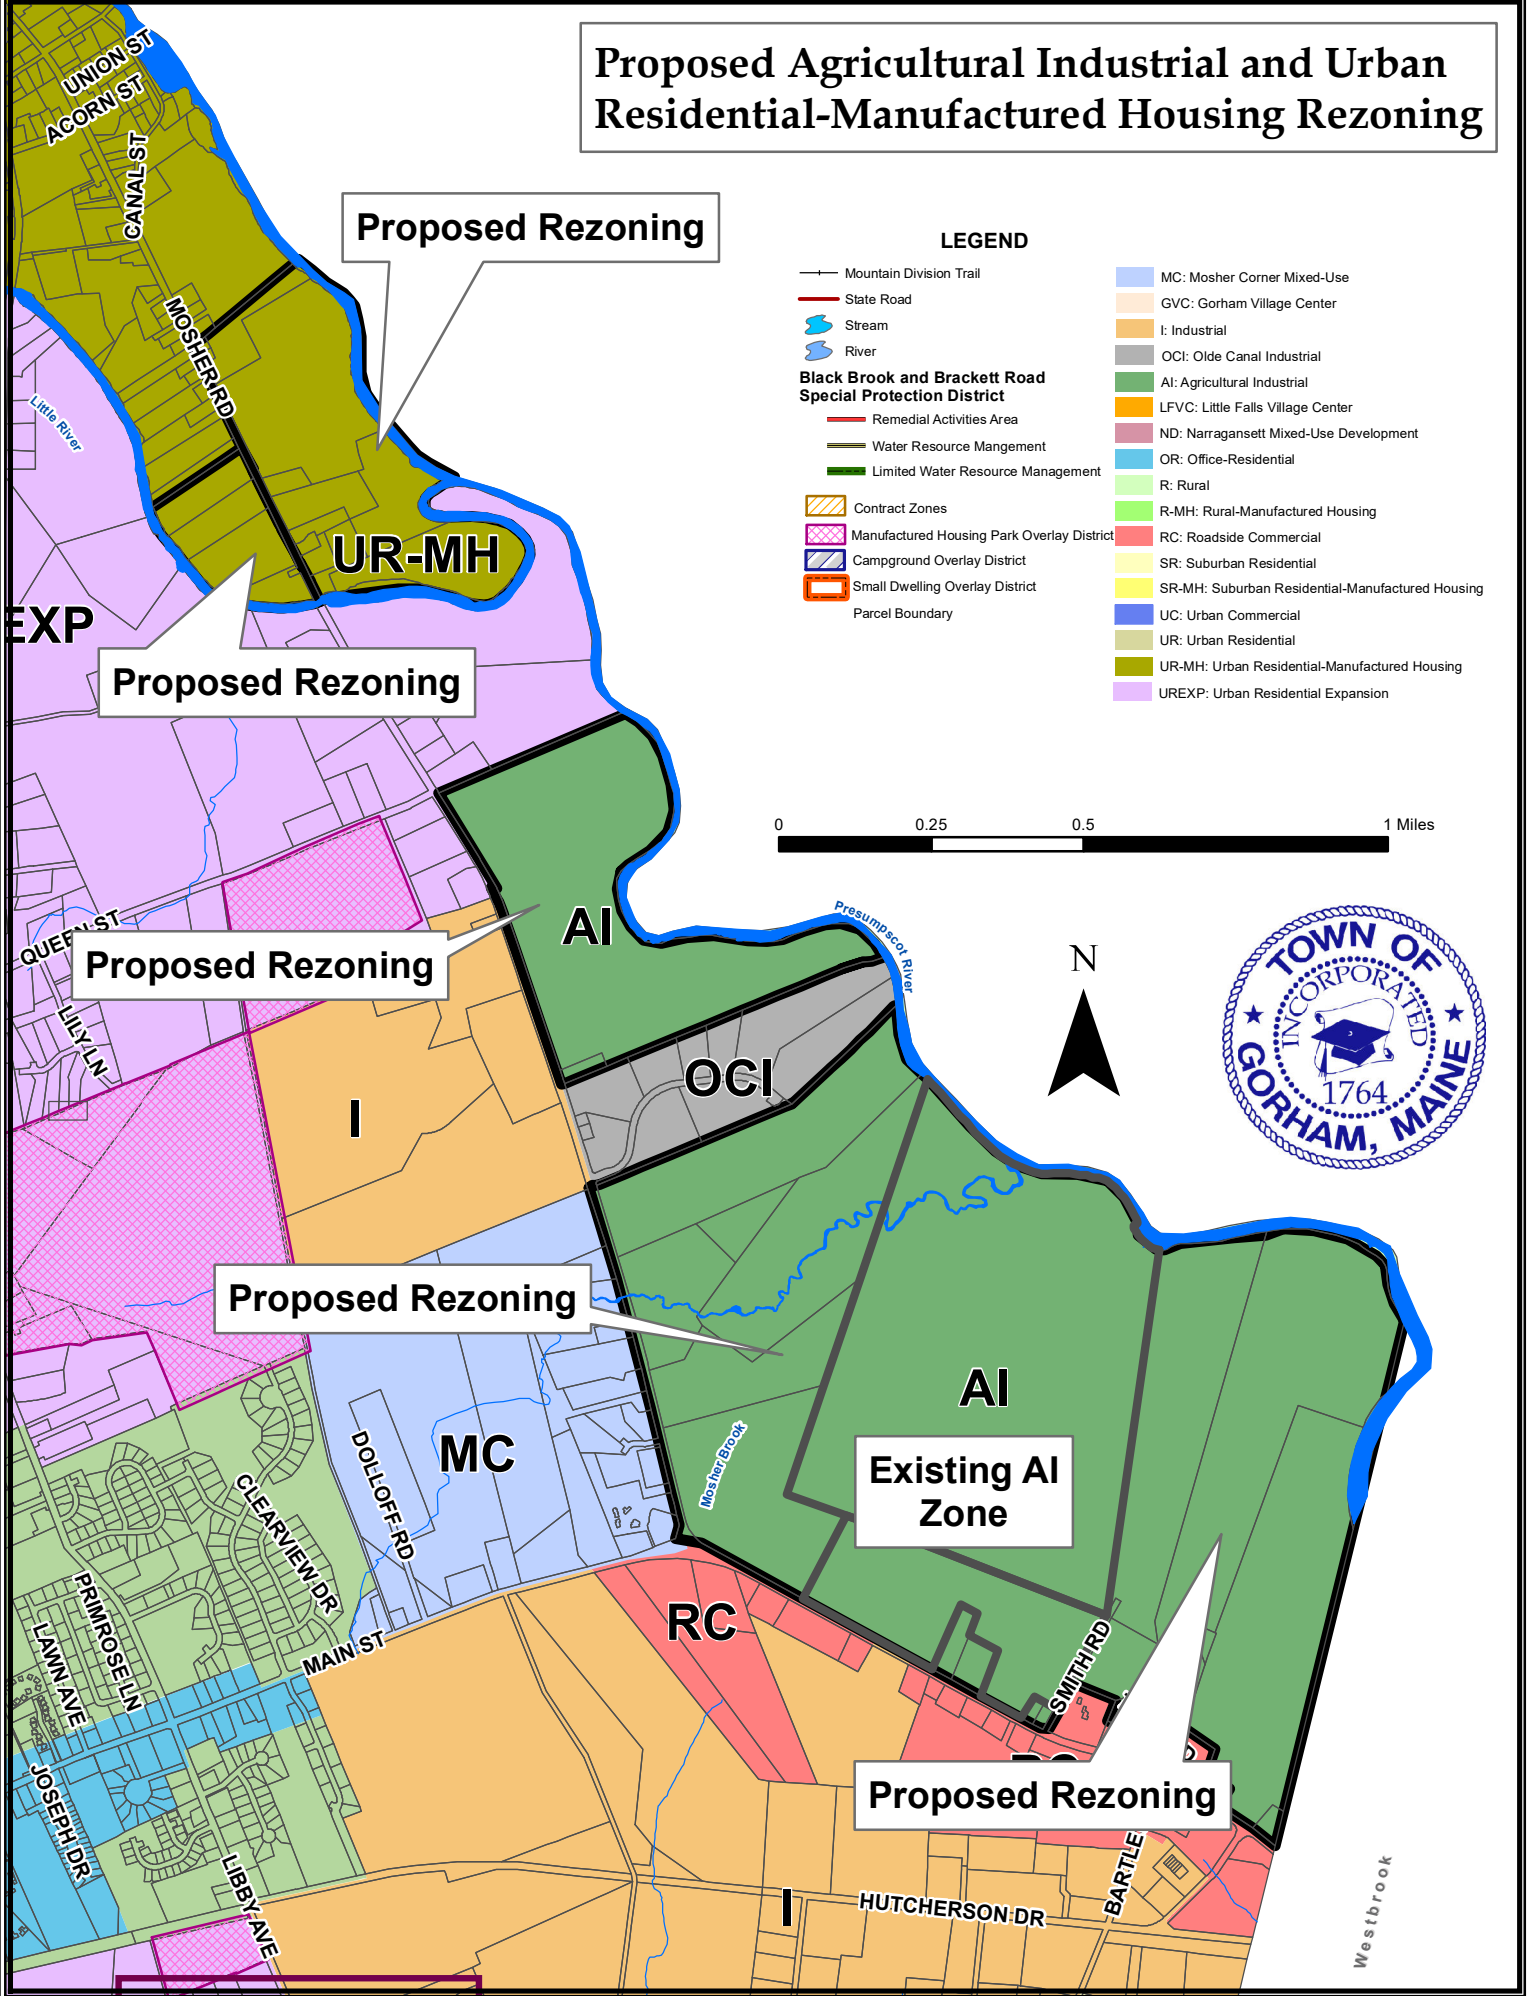 Proposed Agricultural Industrial and Urban
Residential-Manufactured Housing Rezoning
UNION ST
ACORN ST
CANAL ST
MOSHER RD
Proposed Rezoning
Little River
UR-MH
EXP
Proposed Rezoning
LEGEND
Mountain Division Trail
State Road
Stream
River
Black Brook and Brackett Road
Special Protection District
Remedial Activities Area
Water Resource Mangement
Limited Water Resource Management
Contract Zones
Manufactured Housing Park Overlay District
Campground Overlay District
Small Dwelling Overlay District
Parcel Boundary
MC: Mosher Corner Mixed-Use
GVC: Gorham Village Center
I: Industrial
OCI: Olde Canal Industrial
AI: Agricultural Industrial
LFVC: Little Falls Village Center
ND: Narragansett Mixed-Use Development
OR: Office-Residential
R: Rural
R-MH: Rural-Manufactured Housing
RC: Roadside Commercial
SR: Suburban Residential
SR-MH: Suburban Residential-Manufactured Housing
UC: Urban Commercial
UR: Urban Residential
UR-MH: Urban Residential-Manufactured Housing
UREXP: Urban Residential Expansion
0 0.25 0.5 1 Miles
AI
Presumpscot River
QUEEN ST
Proposed Rezoning
LILY LN
N
TOWN OF
GORHAM, MAINE
INCORPORATED
1764
OCI
I
Proposed Rezoning
AI
MC
DOLLOFF RD
Mosher Brook
Existing AI
Zone
CLEARVIEW DR
PRIMROSE LN
LAWN AVE
MAIN ST
RC
SMITH RD
JOSEPH DR
Proposed Rezoning
LIBBY AVE
I
HUTCHERSON DR
BARTLE
Westbrook